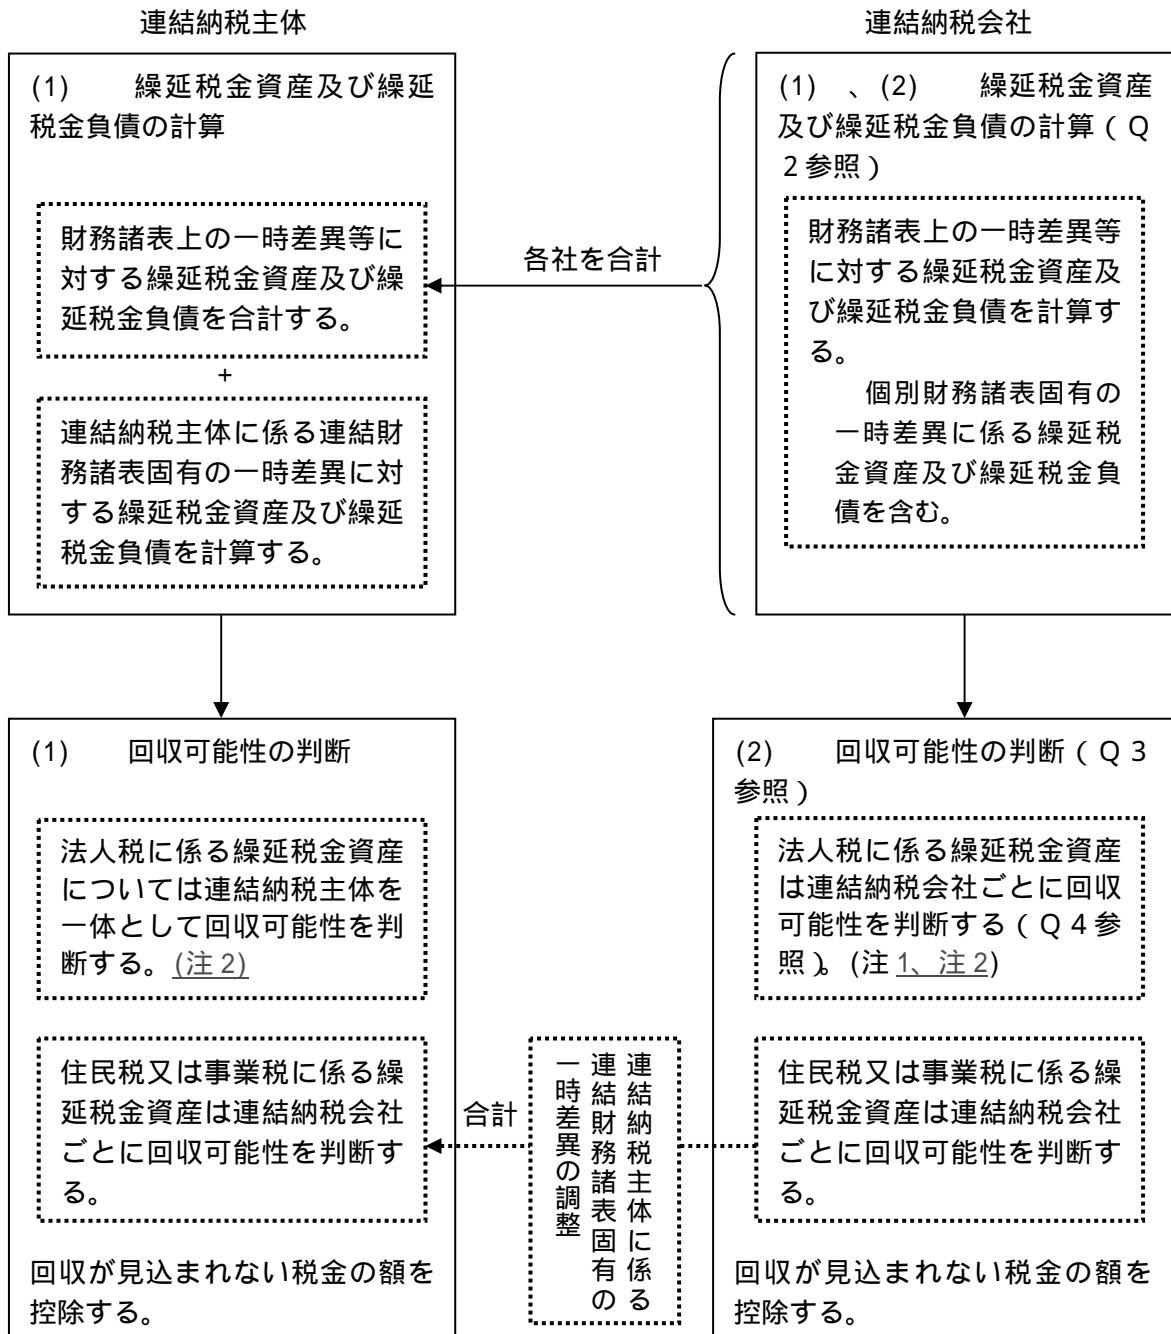 連結納税主体
(1)　　繰延税金資産及び繰延
税金負債の計算
財務諸表上の一時差異等に
対する繰延税金資産及び繰
延税金負債を合計する。
+
連結納税主体に係る連結財
務諸表固有の一時差異に対
する繰延税金資産及び繰延
税金負債を計算する。
各社を合計
連結納税会社
(1)　、(2)　　繰延税金資産
及び繰延税金負債の計算（Ｑ
２参照）
財務諸表上の一時差異等
に対する繰延税金資産及
び繰延税金負債を計算す
る。
個別財務諸表固有の
一時差異に係る繰延税
金資産及び繰延税金負
債を含む。
(1)　　回収可能性の判断
法人税に係る繰延税金資産
については連結納税主体を
一体として回収可能性を判
断する。(注 2)
住民税又は事業税に係る繰
延税金資産は連結納税会社
ごとに回収可能性を判断す
る。
回収が見込まれない税金の額を
控除する。
合計
連結納税主体に係る
連結財務諸表固有の
一時差異の調整
(2)　　回収可能性の判断（Ｑ３
参照）
法人税に係る繰延税金資産
は連結納税会社ごとに回収
可能性を判断する（Ｑ４参
照）。(注 1、注 2)
住民税又は事業税に係る繰
延税金資産は連結納税会社
ごとに回収可能性を判断す
る。
回収が見込まれない税金の額を
控除する。